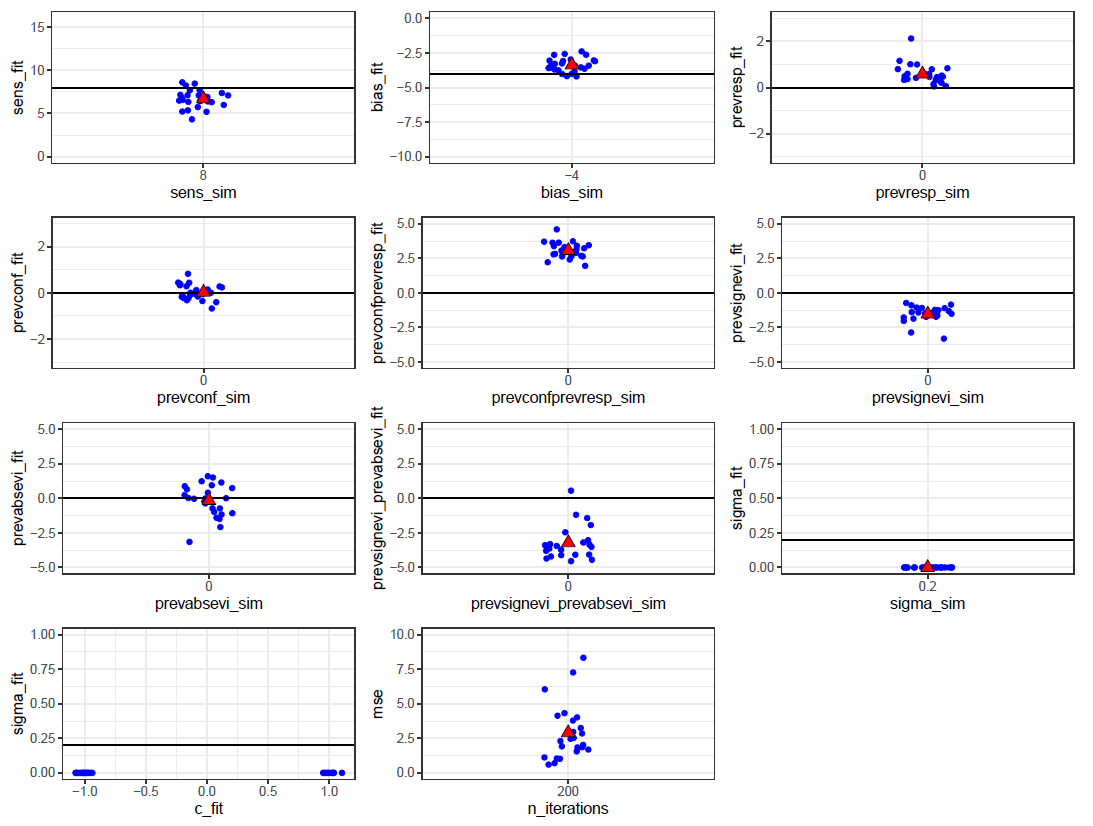 sens_fit
15
10
5
0
8
sens_sim
bias_fit
0.0
−2.5
−5.0
−7.5
−10.0
−4
bias_sim
prevresp_fit
2
0
−2
0
prevresp_sim
prevconf_fit
2
0
−2
0
prevconf_sim
prevconfprevresp_fit
5.0
2.5
0.0
−2.5
−5.0
0
prevconfprevresp_sim
prevsignevi_fit
5.0
2.5
0.0
−2.5
−5.0
0
prevsignevi_sim
prevabsevi_fit
5.0
2.5
0.0
−2.5
−5.0
0
prevabsevi_sim
prevsignevi_prevabsevi_fit
5.0
2.5
0.0
−2.5
−5.0
0
prevsignevi_prevabsevi_sim
sigma_fit
1.00
0.75
0.50
0.25
0.00
0.2
sigma_sim
sigma_fit
1.00
0.75
0.50
0.25
0.00
−1.0 −0.5 0.0 0.5 1.0
c_fit
mse
10.0
7.5
5.0
2.5
0.0
200
n_iterations